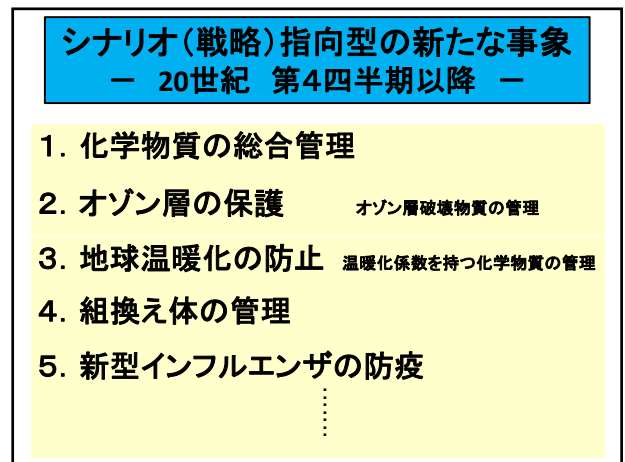 シナリオ（戦略）指向型の新たな事象
－ 20世紀 第４四半期以降 －
１．化学物質の総合管理
２．オゾン層の保護 オゾン層破壊物質の管理
３．地球温暖化の防止 温暖化係数を持つ化学物質の管理
４．組換え体の管理
５．新型インフルエンザの防疫
……